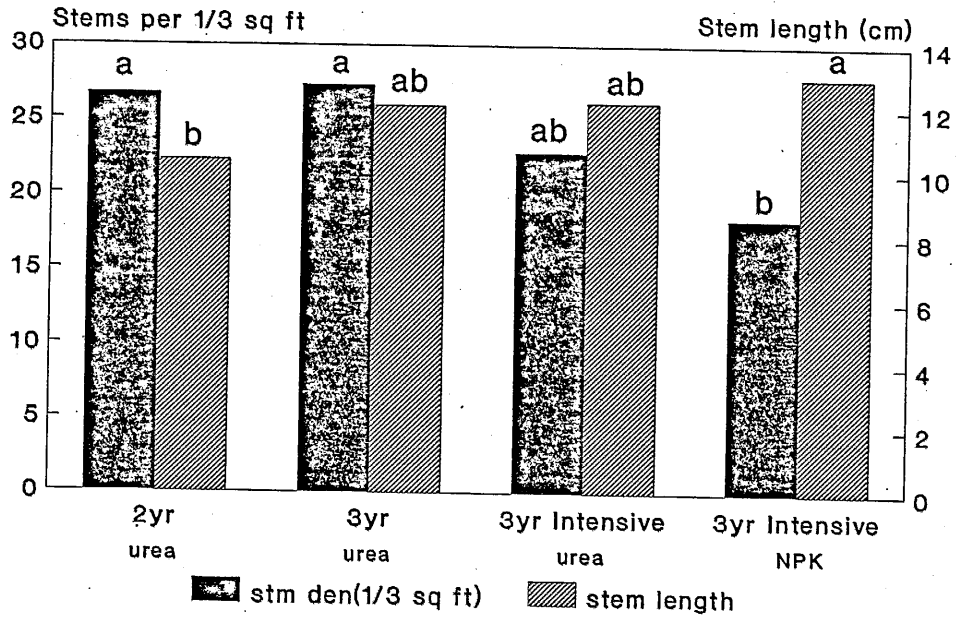 Stems per 1/3 sq ft
Stem length (cm)
30
25
20
15
10
5
0
14
12
10
8
6
4
2
0
a
b
a
ab
ab
ab
b
a
2yr
urea
3yr
urea
3yr Intensive
urea
3yr Intensive
NPK
stm den(1/3 sq ft)
stem length